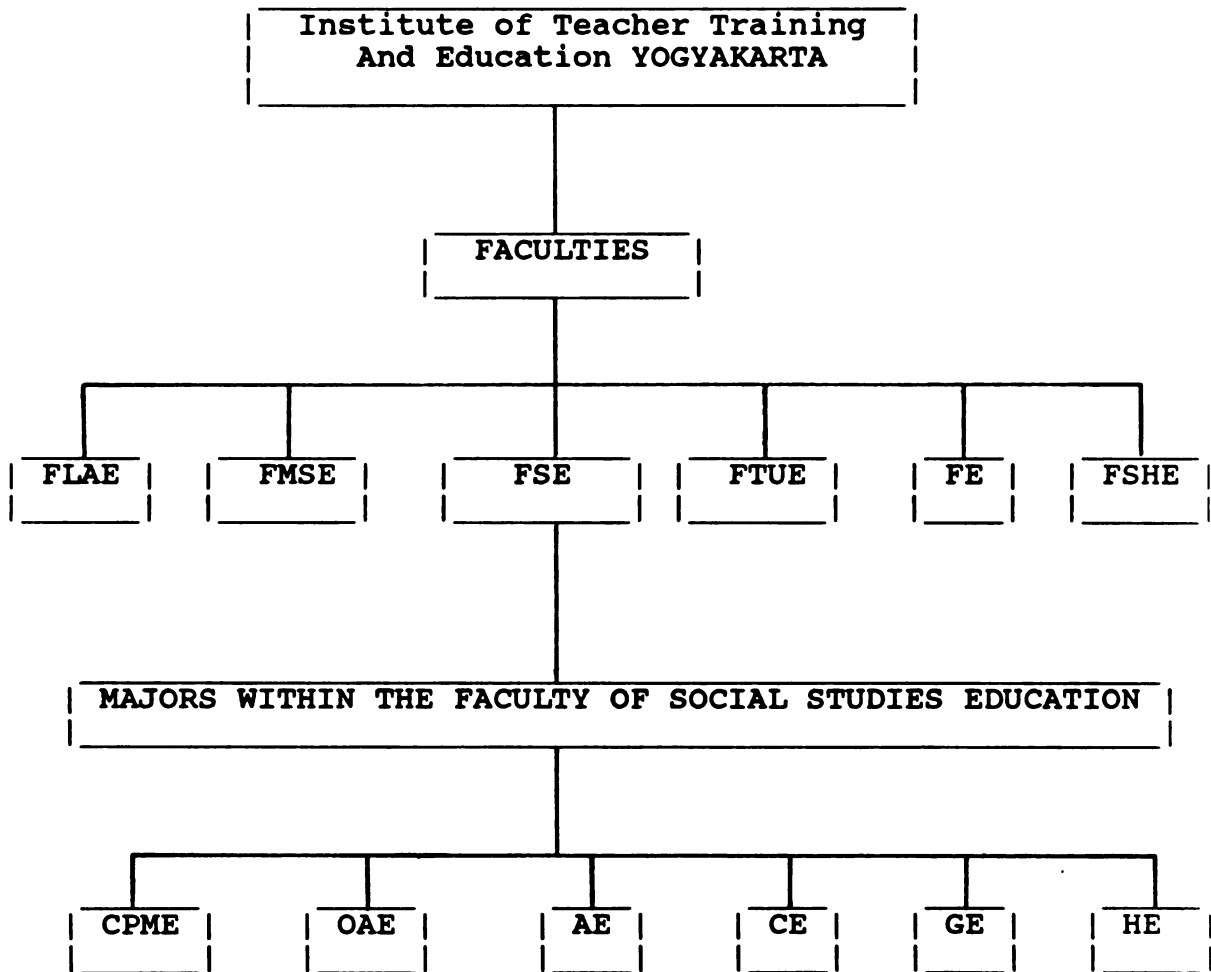 Institute of Teacher Training
And Education YOGYAKARTA
FACULTIES
FLAE FMSE FSE FTUE FE FSHE
MAJORS WITHIN THE FACULTY OF SOCIAL STUDIES EDUCATION
CPME OAE AE CE GE HE